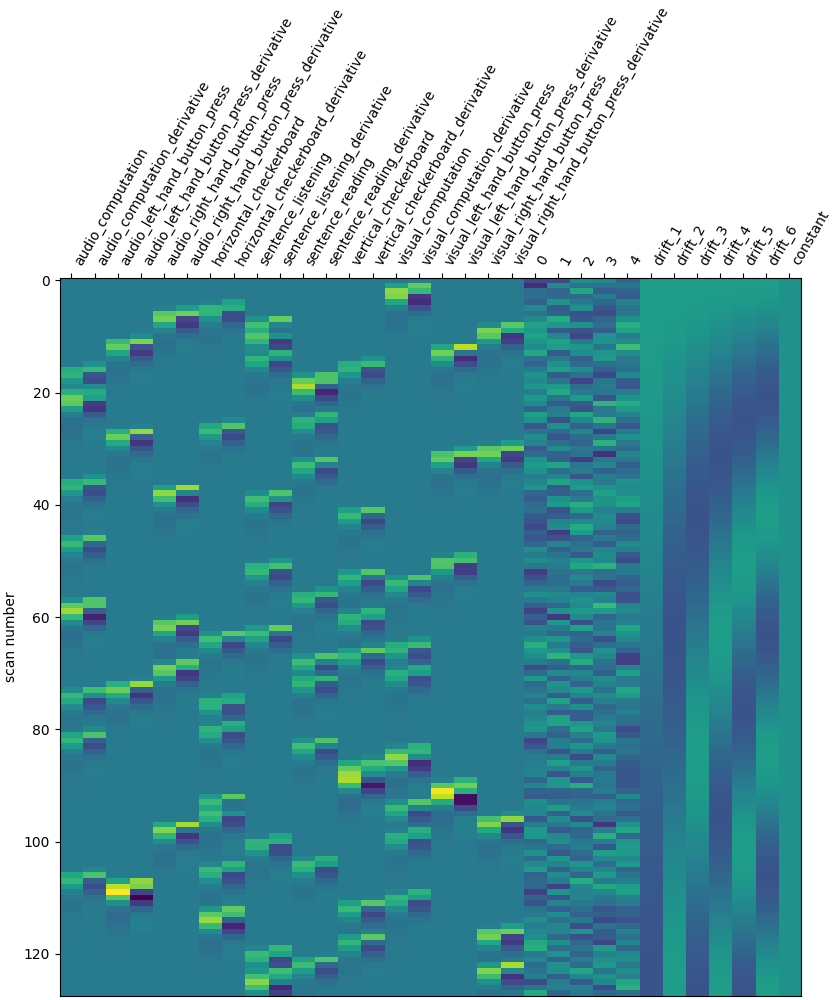 audio_computation
audio_computation_derivative
audio_left_hand_button_press
audio_left_hand_button_press_derivative
audio_right_hand_button_press
audio_right_hand_button_press_derivative
horizontal_checkerboard
horizontal_checkerboard_derivative
sentence_listening
sentence_listening_derivative
sentence_reading
sentence_reading_derivative
vertical_checkerboard
vertical_checkerboard_derivative
visual_computation
visual_computation_derivative
visual_left_hand_button_press
visual_left_hand_button_press_derivative
visual_right_hand_button_press
visual_right_hand_button_press_derivative
0
1
2
3
4
drift_1
drift_2
drift_3
drift_4
drift_5
drift_6
constant
scan number
0
20
40
60
80
100
120